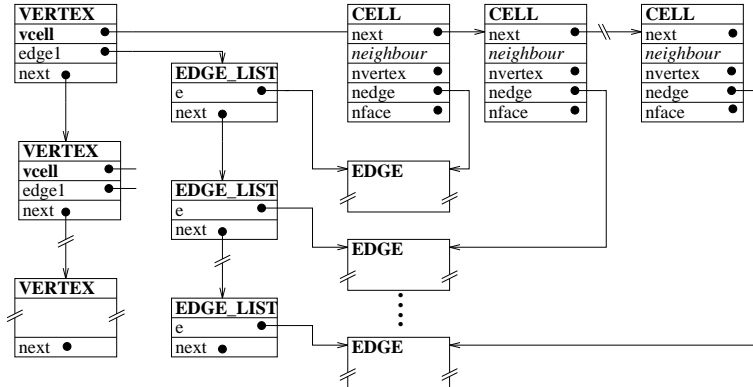 VERTEX
vcell
edge1
next
VERTEX
vcell
edge1
next
VERTEX
next
EDGE_LIST
e
next
EDGE_LIST
e
next
EDGE_LIST
e
next
CELL
next
neighbour
nvertex
nedge
nface
CELL
next
neighbour
nvertex
nedge
nface
CELL
next
neighbour
nvertex
nedge
nface
EDGE
EDGE
EDGE